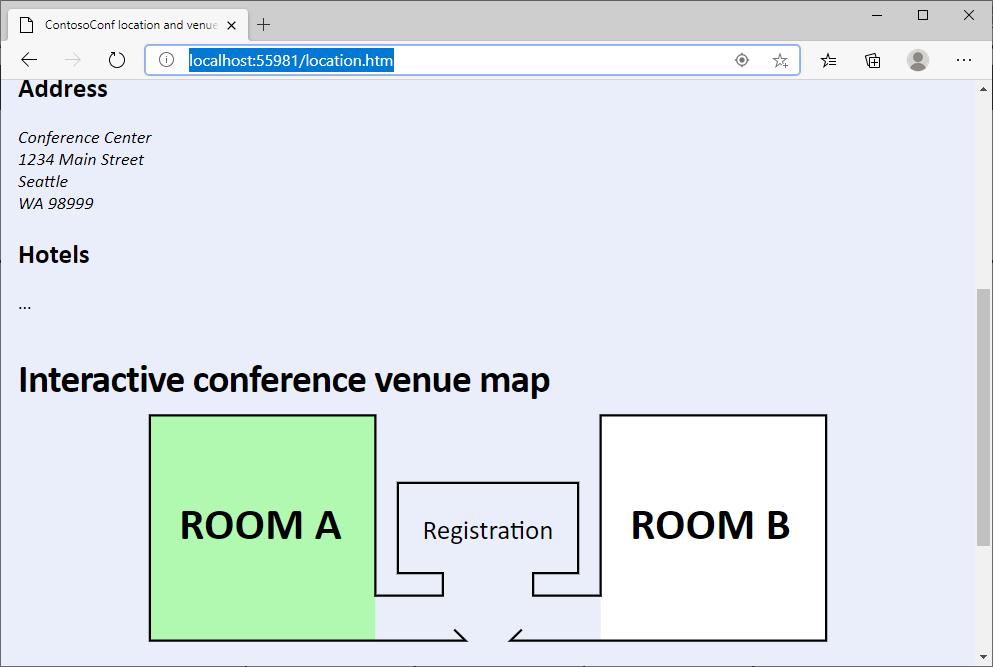 ContosoConf location and venue
localhost:55981/location.htm
Address
Conference Center
1234 Main Street
Seattle
WA 98999
Hotels
...
Interactive conference venue map
ROOM A
Registration
ROOM B